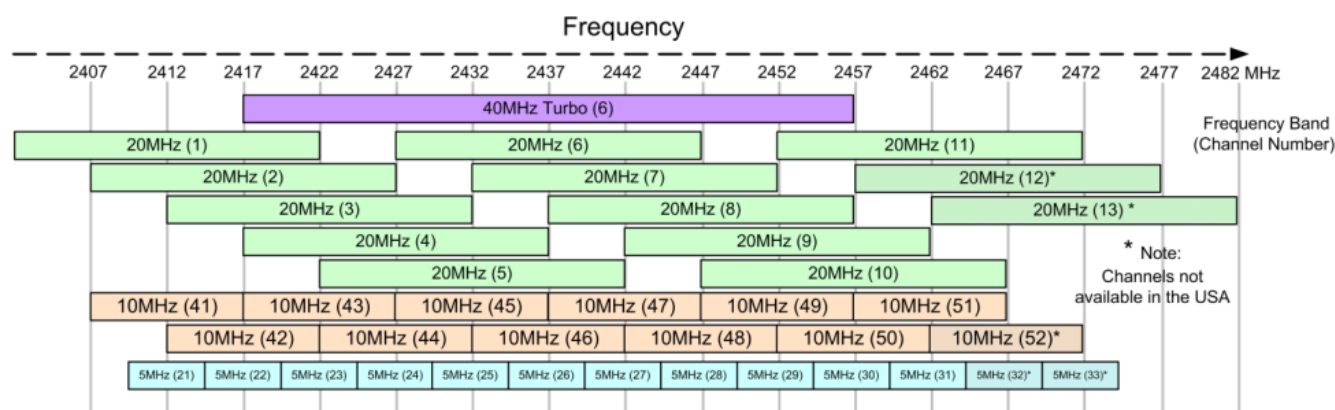 Frequency
2407 2412 2417 2422 2427 2432 2437 2442 2447 2452 2457 2462 2467 2472 2477 2482 MHz
40MHz Turbo (6)
Frequency Band
(Channel Number)
20MHz (1) 20MHz (6) 20MHz (11)
20MHz (2) 20MHz (7) 20MHz (12)*
20MHz (3) 20MHz (8) 20MHz (13) *
20MHz (4) 20MHz (9)
20MHz (5) 20MHz (10)
* Note:
Channels not
available in the USA
10MHz (41) 10MHz (43) 10MHz (45) 10MHz (47) 10MHz (49) 10MHz (51)
10MHz (42) 10MHz (44) 10MHz (46) 10MHz (48) 10MHz (50) 10MHz (52)*
5MHz (21) 5MHz (22) 5MHz (23) 5MHz (24) 5MHz (25) 5MHz (26) 5MHz (27) 5MHz (28) 5MHz (29) 5MHz (30) 5MHz (31) 5MHz (32)* 5MHz (33)*